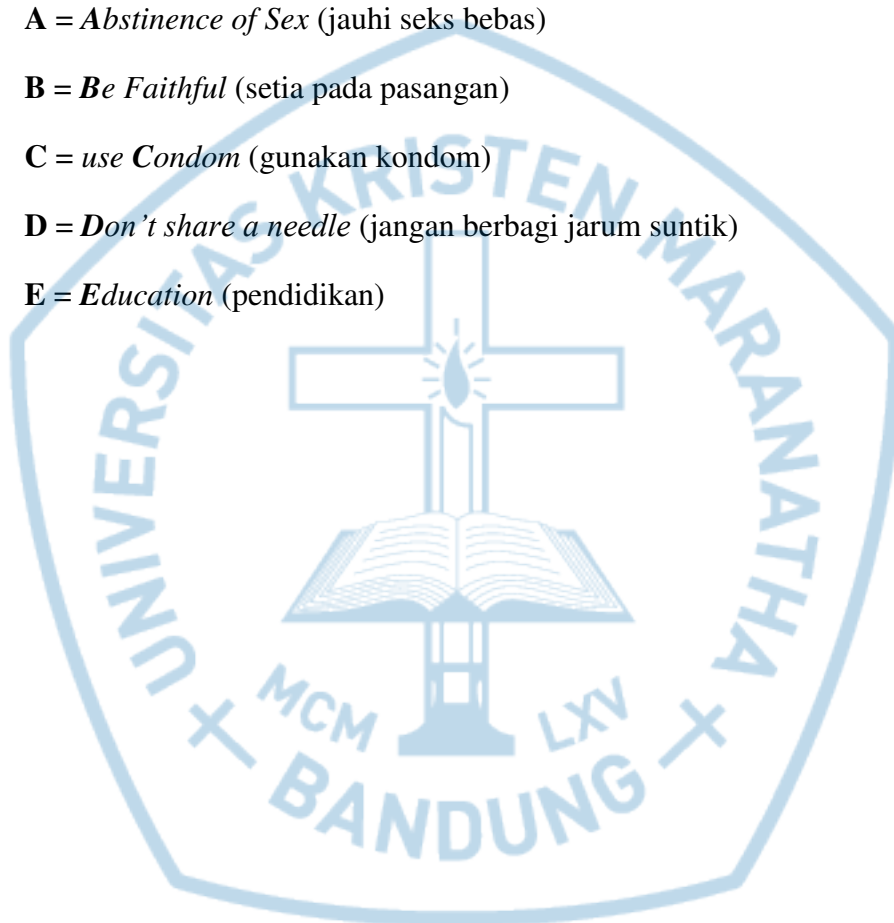 A = Abstinence of Sex (jauhi seks bebas)
B = Be Faithful (setia pada pasangan)
C = use Condom (gunakan kondom)
D = Don’t share a needle (jangan berbagi jarum suntik)
E = Education (pendidikan)
UNIVERSITAS KRISTEN MARANATHA
MCM LXV
BANDUNG